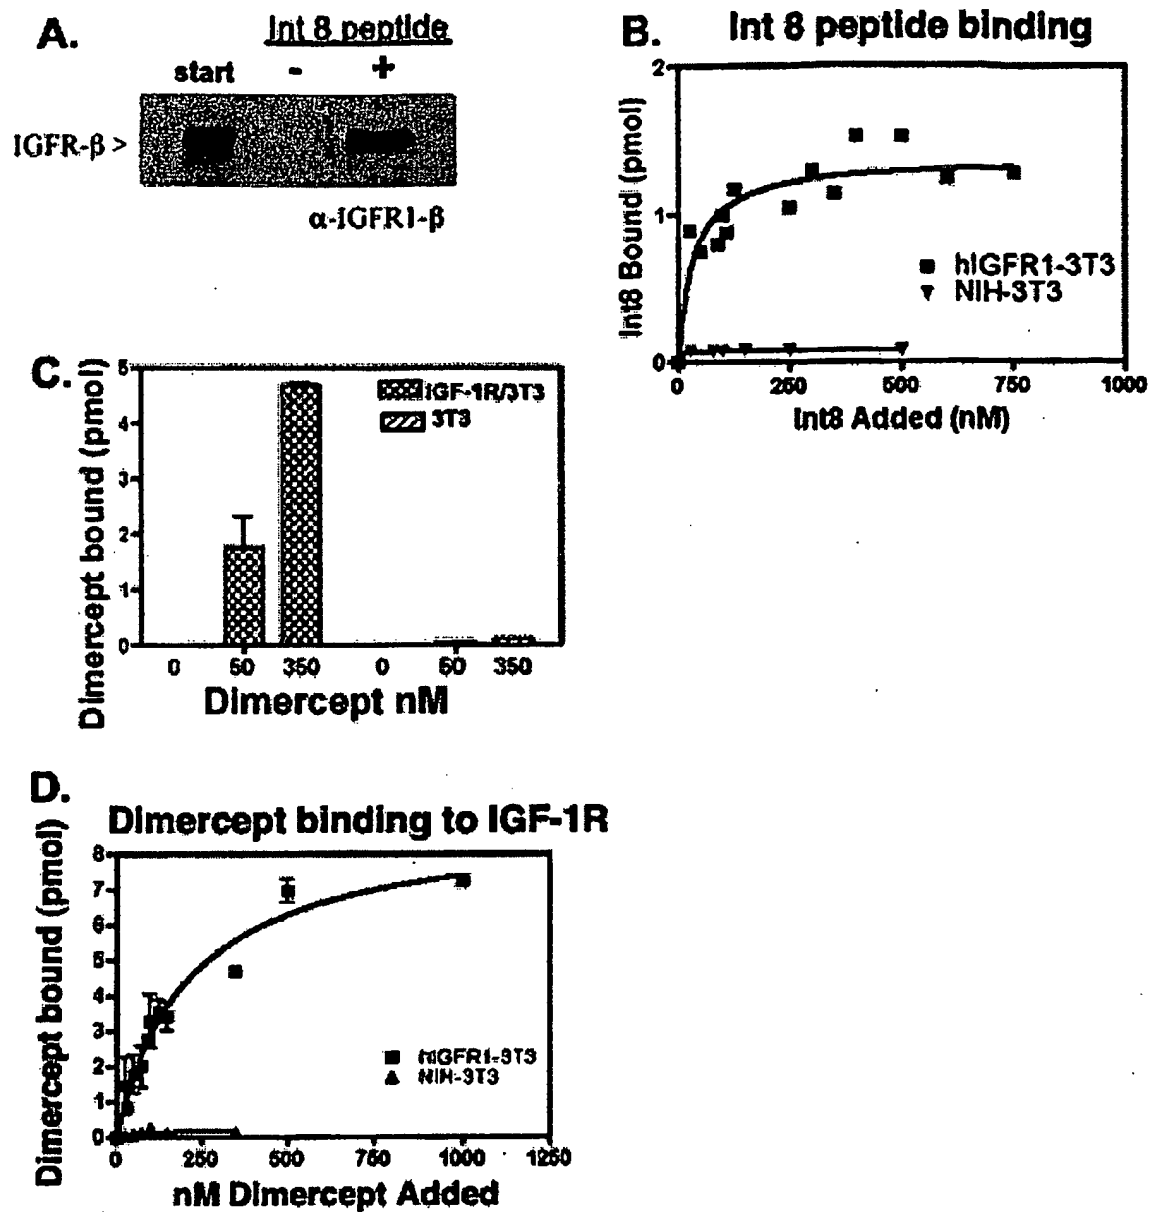 A.
Int 8 peptide
start - +
IGFR-β >
α-IGFR1-β
B.
Int 8 peptide binding
Int8 Bound (pmol)
2
1
0
hIGFR1-3T3
NIH-3T3
0 250 500 750 1000
Int8 Added (nM)
C.
Dimercept bound (pmol)
5
4
3
2
1
0
IGF-1R/3T3
3T3
0 50 350 0 50 350
Dimercept nM
D.
Dimercept binding to IGF-1R
Dimercept bound (pmol)
8
7
6
5
4
3
2
1
0
hIGFR1-3T3
NIH-3T3
0 250 500 750 1000 1250
nM Dimercept Added